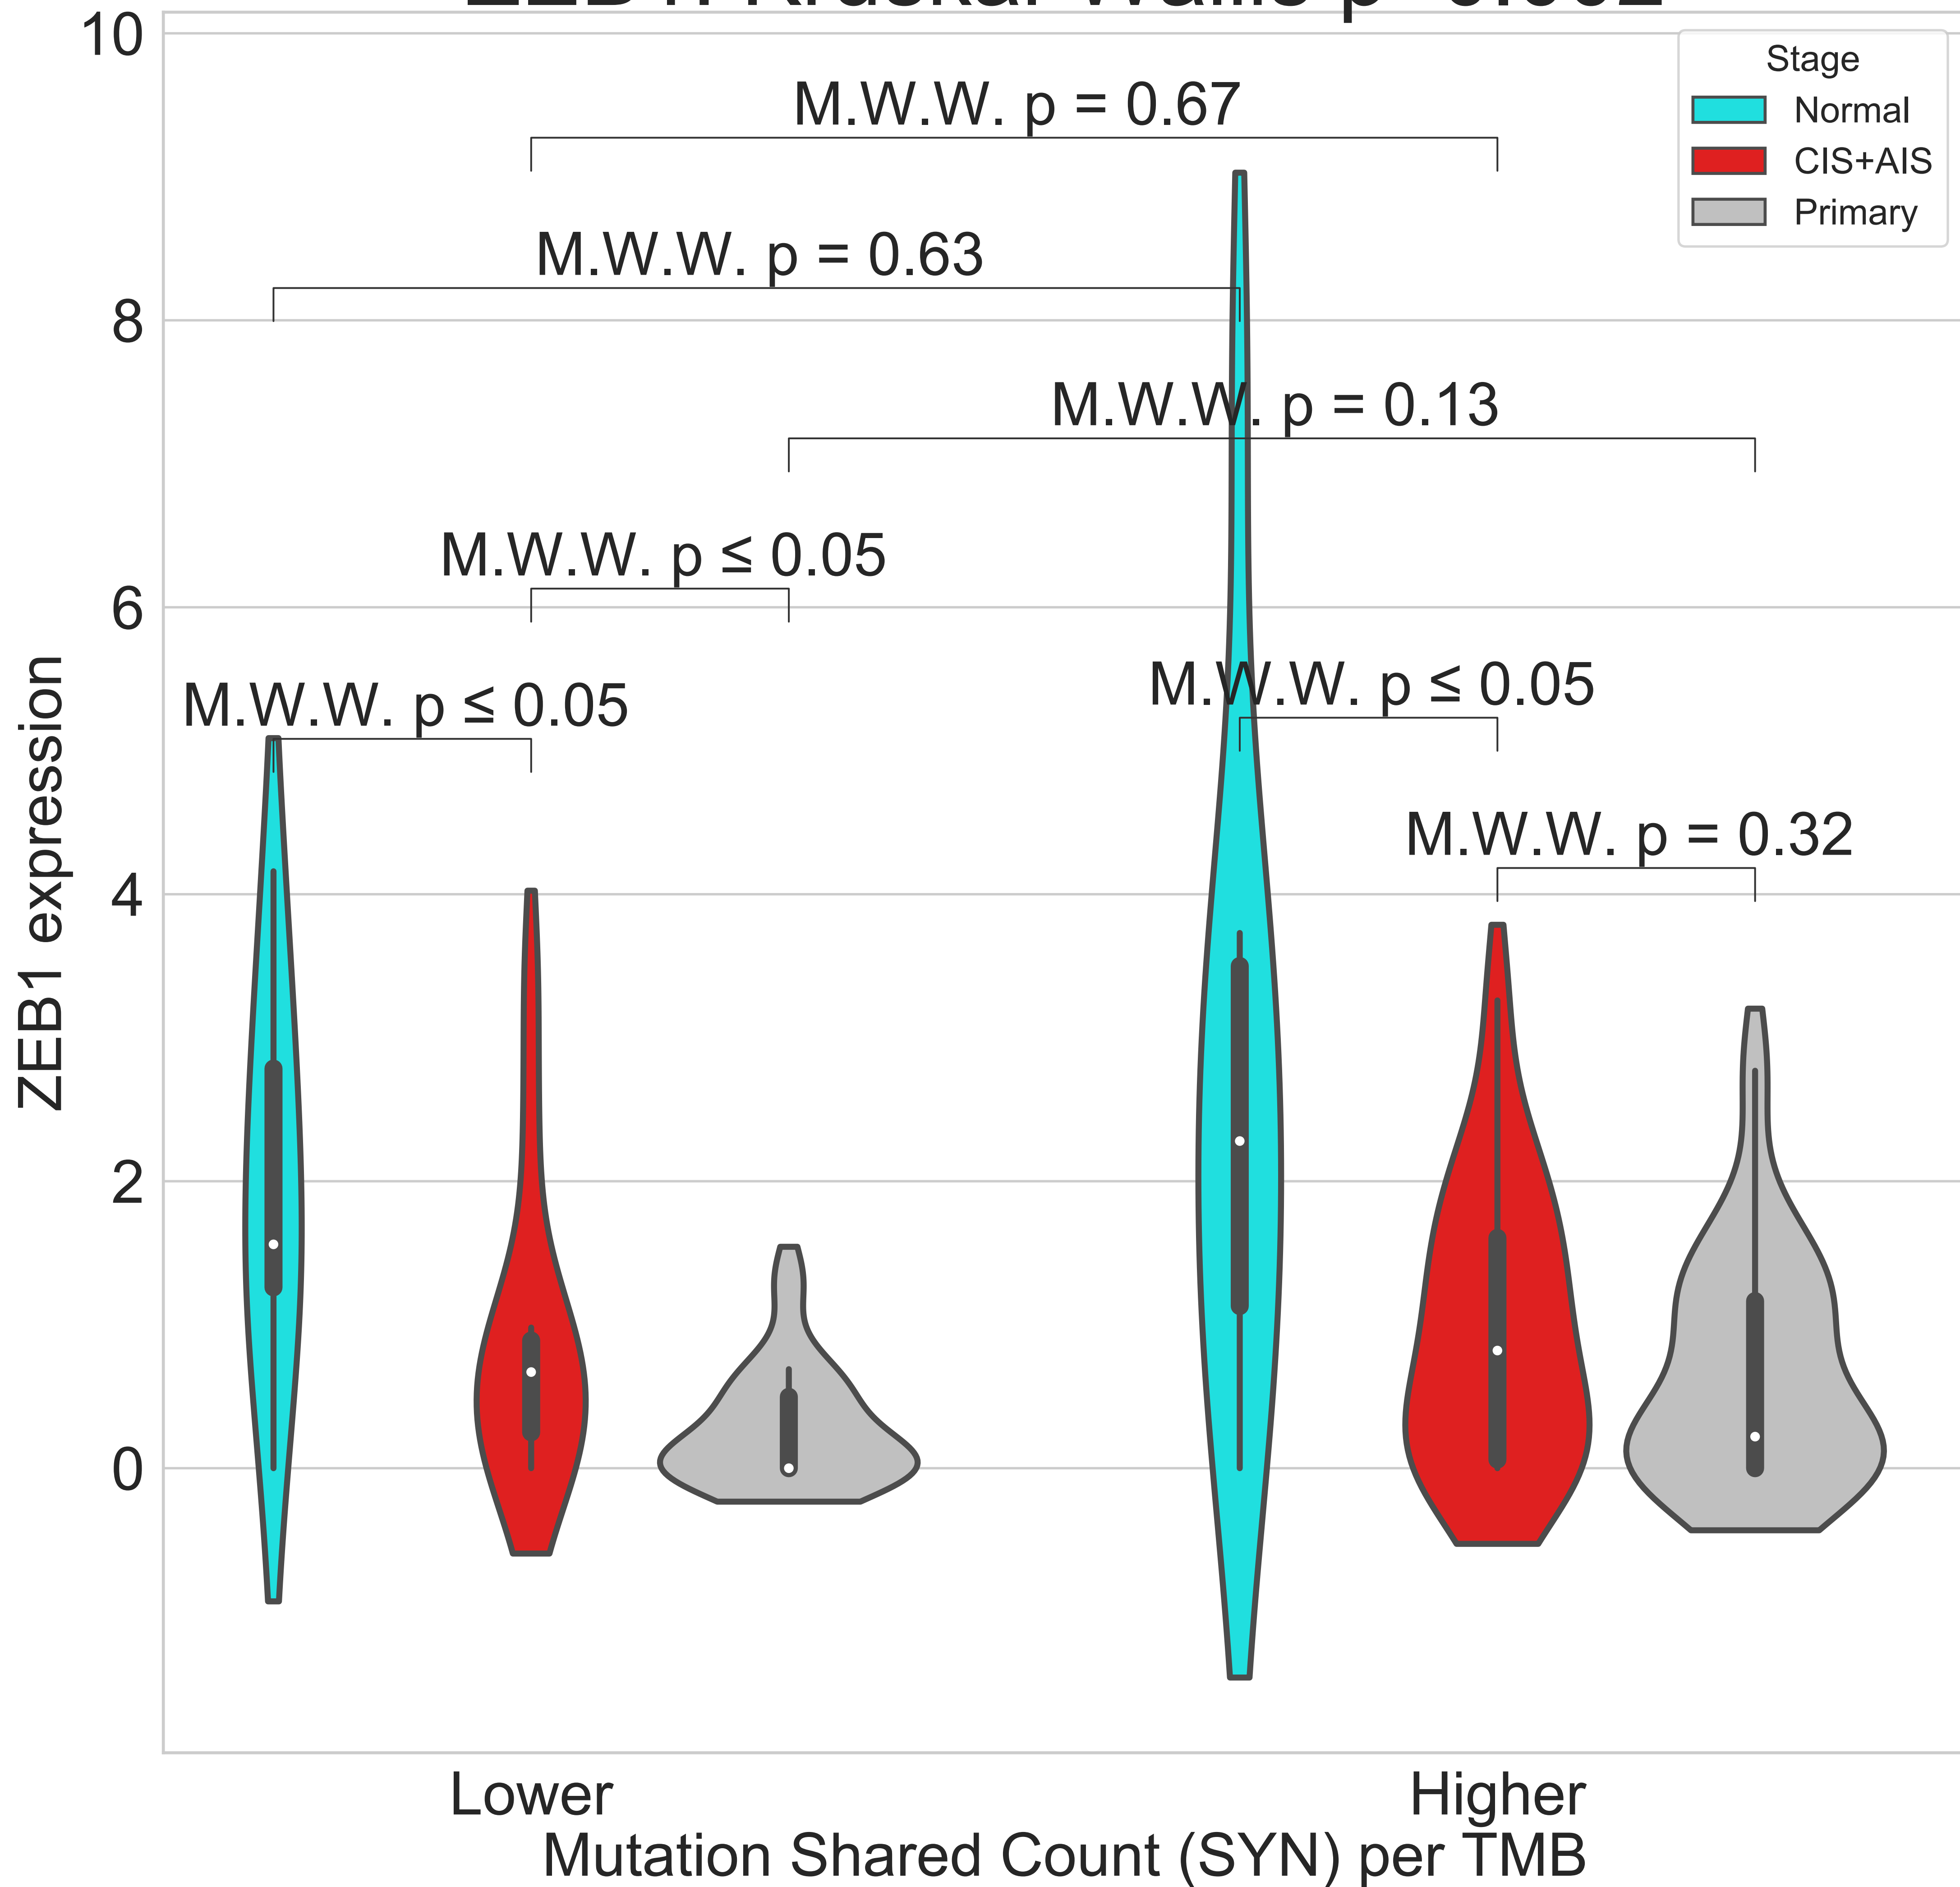 10
M.W.W. p = 0.67
Stage
Normal
CIS+AIS
Primary
M.W.W. p = 0.63
8
M.W.W. p = 0.13
M.W.W. p ≤ 0.05
6
M.W.W. p ≤ 0.05
M.W.W. p ≤ 0.05
M.W.W. p = 0.32
4
ZEB1 expression
2
0
Lower
Higher
Mutation Shared Count (SYN) per TMB